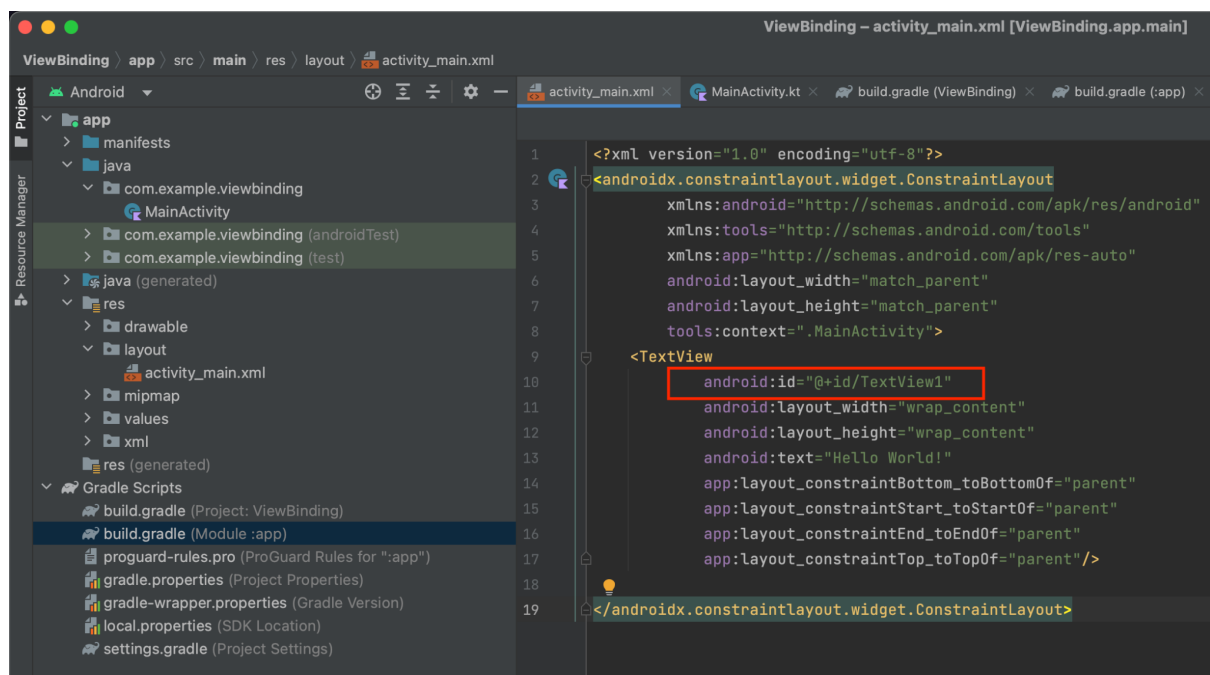 ViewBinding – activity_main.xml [ViewBinding.app.main]
ViewBinding 〉 app 〉 src 〉 main 〉 res 〉 layout 〉 activity_main.xml
Project
Resource Manager
Android
app
manifests
java
com.example.viewbinding
MainActivity
com.example.viewbinding (androidTest)
com.example.viewbinding (test)
java (generated)
res
drawable
layout
activity_main.xml
mipmap
values
xml
res (generated)
Gradle Scripts
build.gradle (Project: ViewBinding)
build.gradle (Module :app)
proguard-rules.pro (ProGuard Rules for ":app")
gradle.properties (Project Properties)
gradle-wrapper.properties (Gradle Version)
local.properties (SDK Location)
settings.gradle (Project Settings)
activity_main.xml × MainActivity.kt × build.gradle (ViewBinding) × build.gradle (:app) ×
1 <?xml version="1.0" encoding="utf-8"?>
2 <androidx.constraintlayout.widget.ConstraintLayout
3 xmlns:android="http://schemas.android.com/apk/res/android"
4 xmlns:tools="http://schemas.android.com/tools"
5 xmlns:app="http://schemas.android.com/apk/res-auto"
6 android:layout_width="match_parent"
7 android:layout_height="match_parent"
8 tools:context=".MainActivity">
9 <TextView
10 android:id="@+id/TextView1"
11 android:layout_width="wrap_content"
12 android:layout_height="wrap_content"
13 android:text="Hello World!"
14 app:layout_constraintBottom_toBottomOf="parent"
15 app:layout_constraintStart_toStartOf="parent"
16 app:layout_constraintEnd_toEndOf="parent"
17 app:layout_constraintTop_toTopOf="parent"/>
18
19 </androidx.constraintlayout.widget.ConstraintLayout>